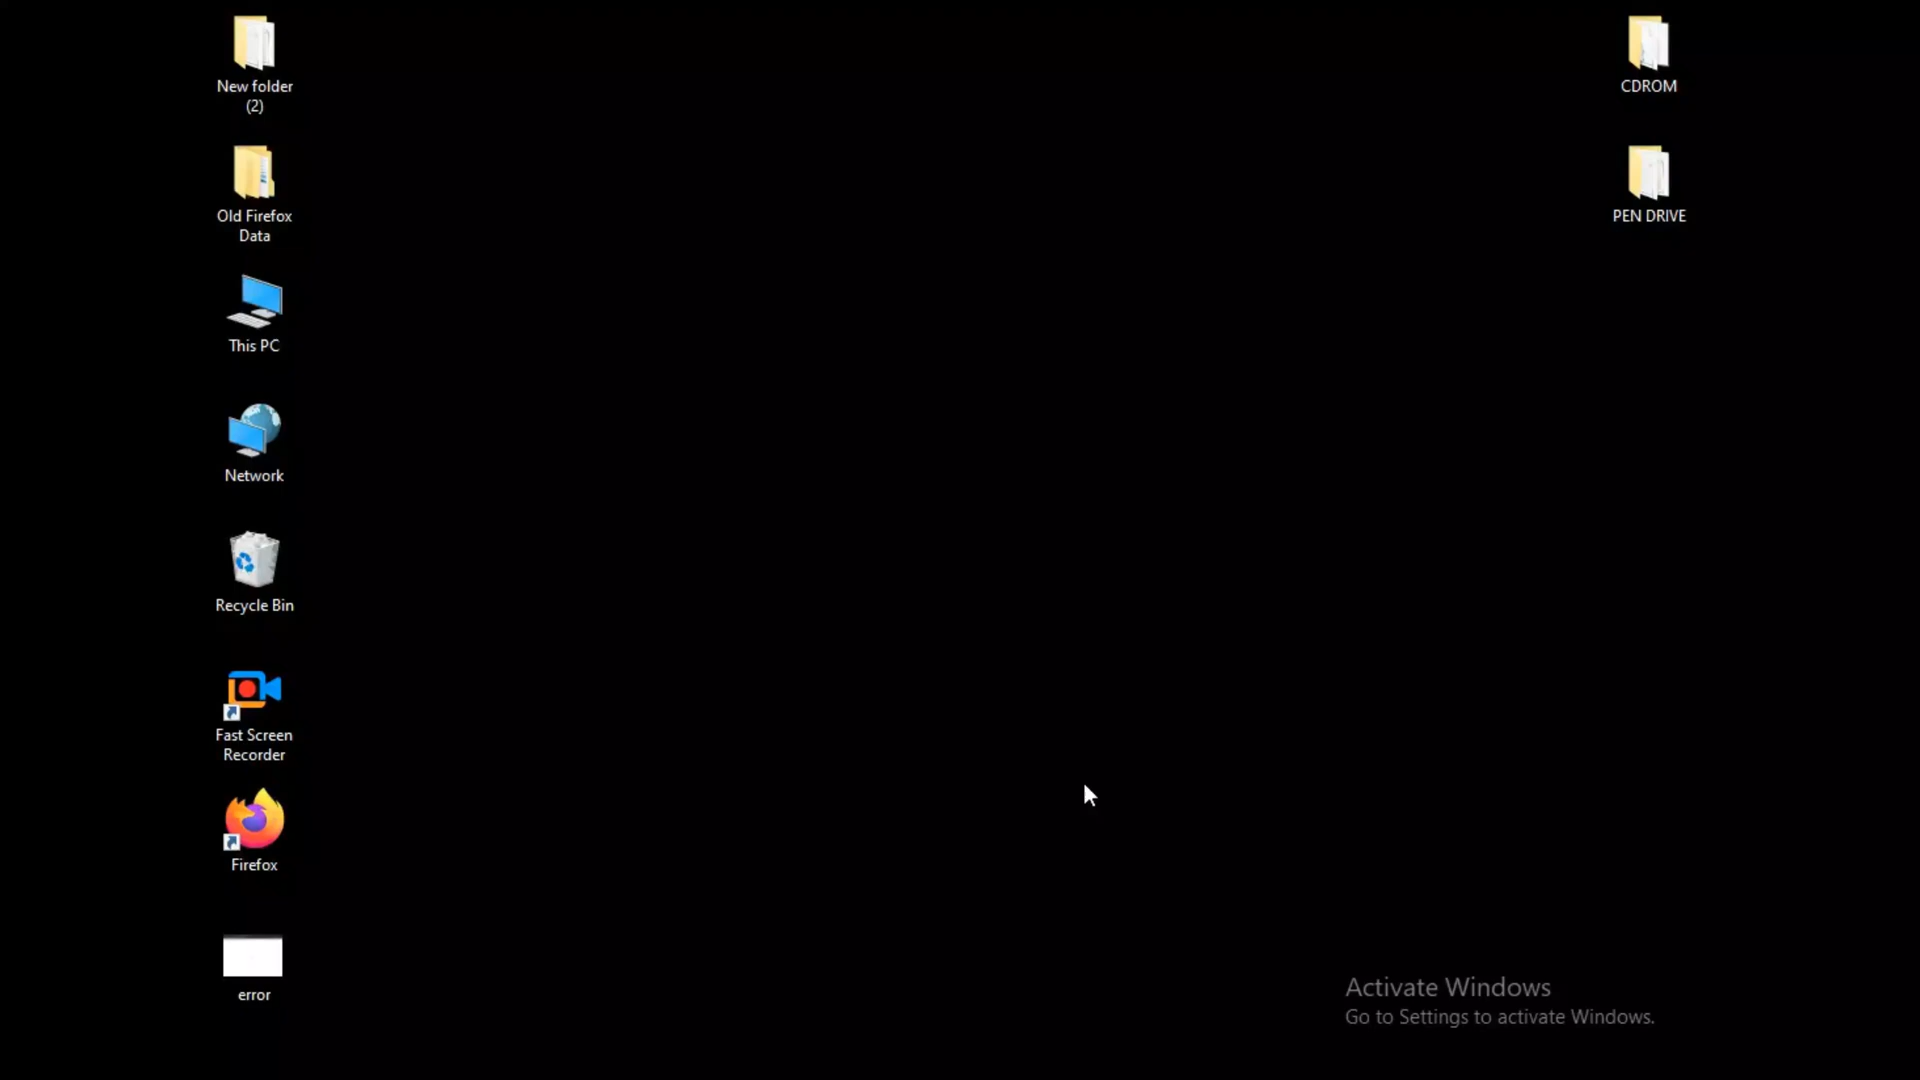 New folder
(2)
Old Firefox
Data
This PC
Network
Recycle Bin
Fast Screen
Recorder
Firefox
error
CDROM
PEN DRIVE
Activate Windows
Go to Settings to activate Windows.